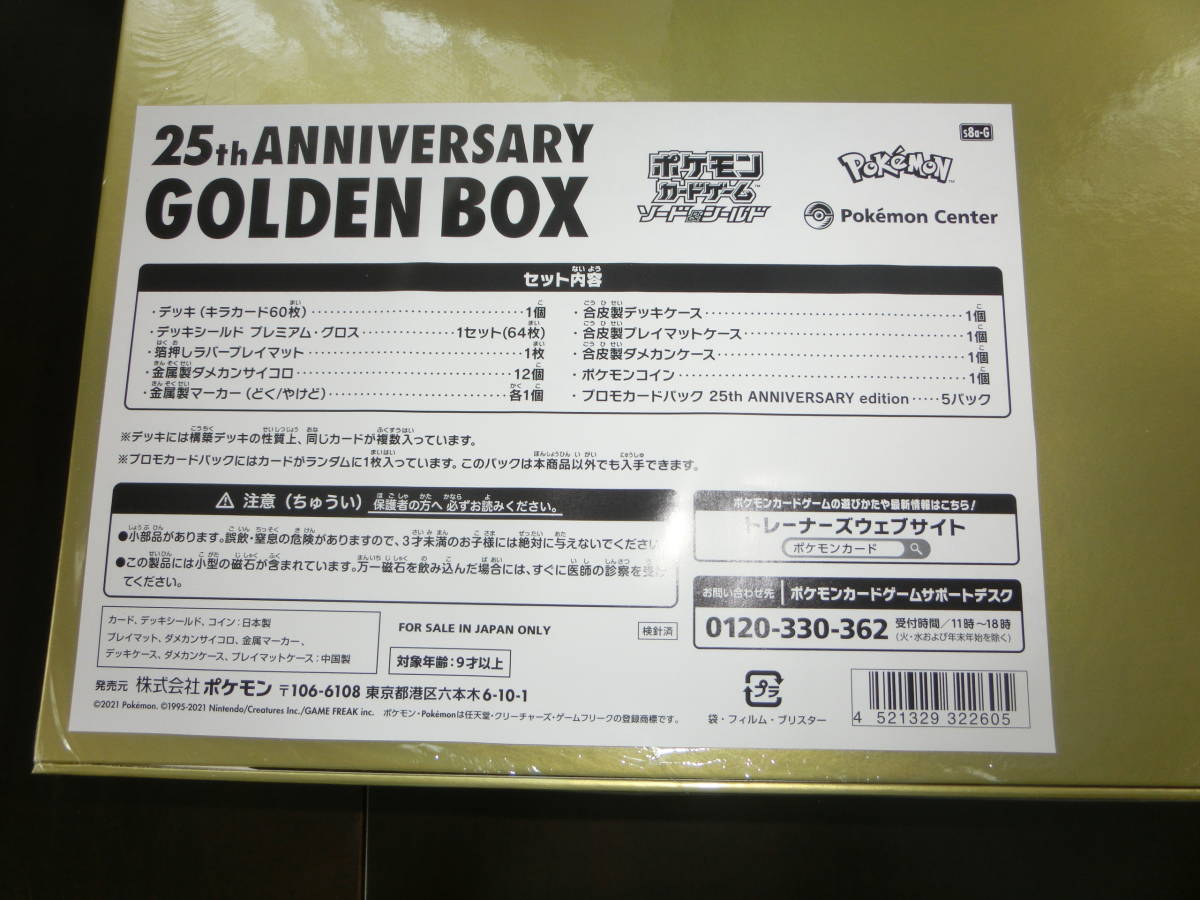 25th ANNIVERSARY
GOLDEN BOX
ポケモン
カードゲーム
ソード&シールド
s8a-G
POKéMON
Pokémon Center
セット内容
ないよう
・デッキ（キラカード60枚）…………1個
・デッキシールド プレミアム・グロス…………1セット(64枚)
・箔押しラバープレイマット…………1枚
・金属製ダメカンサイコロ…………12個
・金属製マーカー（どく/やけど）…………各1個
・合皮製デッキケース…………1個
・合皮製プレイマットケース…………1個
・合皮製ダメカンケース…………1個
・ポケモンコイン…………1個
・プロモカードパック 25th ANNIVERSARY edition……5パック
※デッキには構築デッキの性質上、同じカードが複数入っています。
※プロモカードパックにはカードがランダムに1枚入っています。このパックは本商品以外でも入手できます。
⚠ 注意（ちゅうい）保護者の方へ 必ずお読みください。
●小部品があります。誤飲・窒息の危険がありますので、3才未満のお子様には絶対に与えないでください
●この製品には小型の磁石が含まれています。万一磁石を飲み込んだ場合には、すぐに医師の診察を受け
てください。
ポケモンカードゲームの遊びかたや最新情報はこちら!
トレーナーズウェブサイト
ポケモンカード
お問い合わせ先 ポケモンカードゲームサポートデスク
0120-330-362 受付時間／11時～18時
(火・水および年末年始を除く)
カード、デッキシールド、コイン：日本製
プレイマット、ダメカンサイコロ、金属マーカー、
デッキケース、ダメカンケース、プレイマットケース：中国製
FOR SALE IN JAPAN ONLY
検針済
対象年齢：9才以上
発売元 株式会社ポケモン 〒106-6108 東京都港区六本木6-10-1
©2021 Pokémon. ©1995-2021 Nintendo/Creatures Inc./GAME FREAK inc. ポケモン・Pokémonは任天堂・クリーチャーズ・ゲームフリークの登録商標です。
プラ
袋・フィルム・ブリスター
4 521329 322605